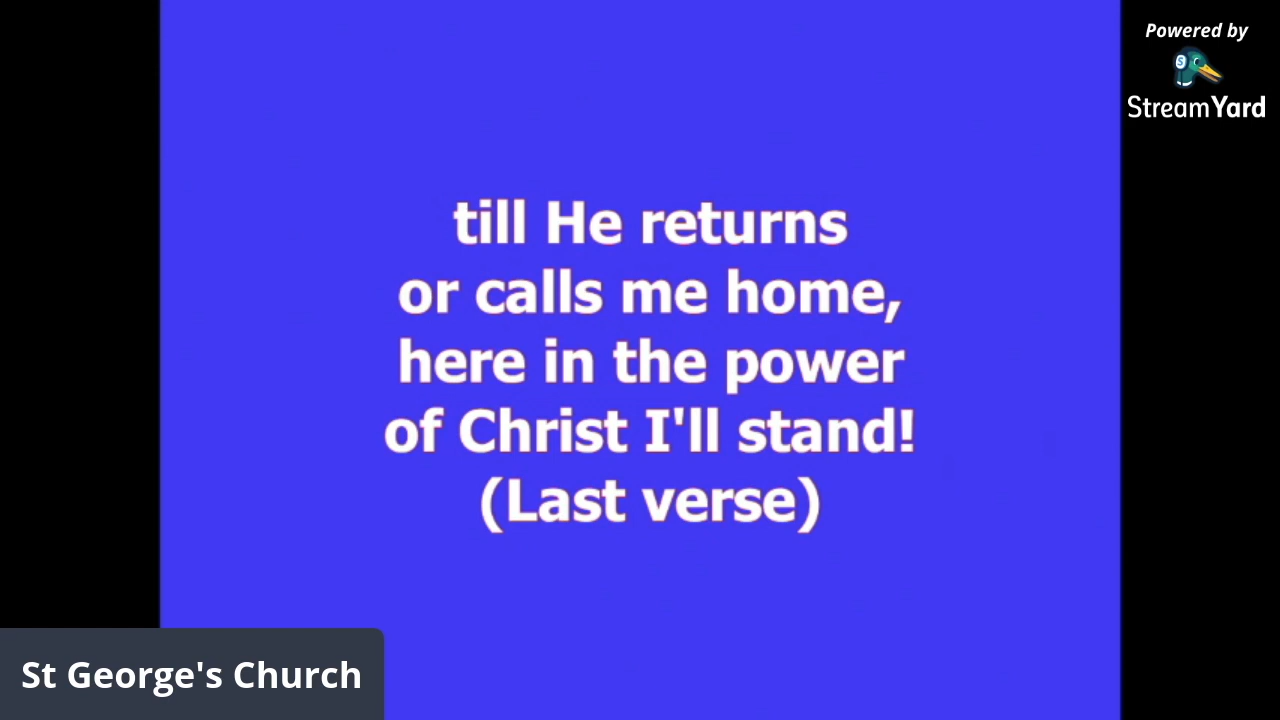 Powered by
StreamYard
till He returns
or calls me home,
here in the power
of Christ I'll stand!
(Last verse)
St George's Church